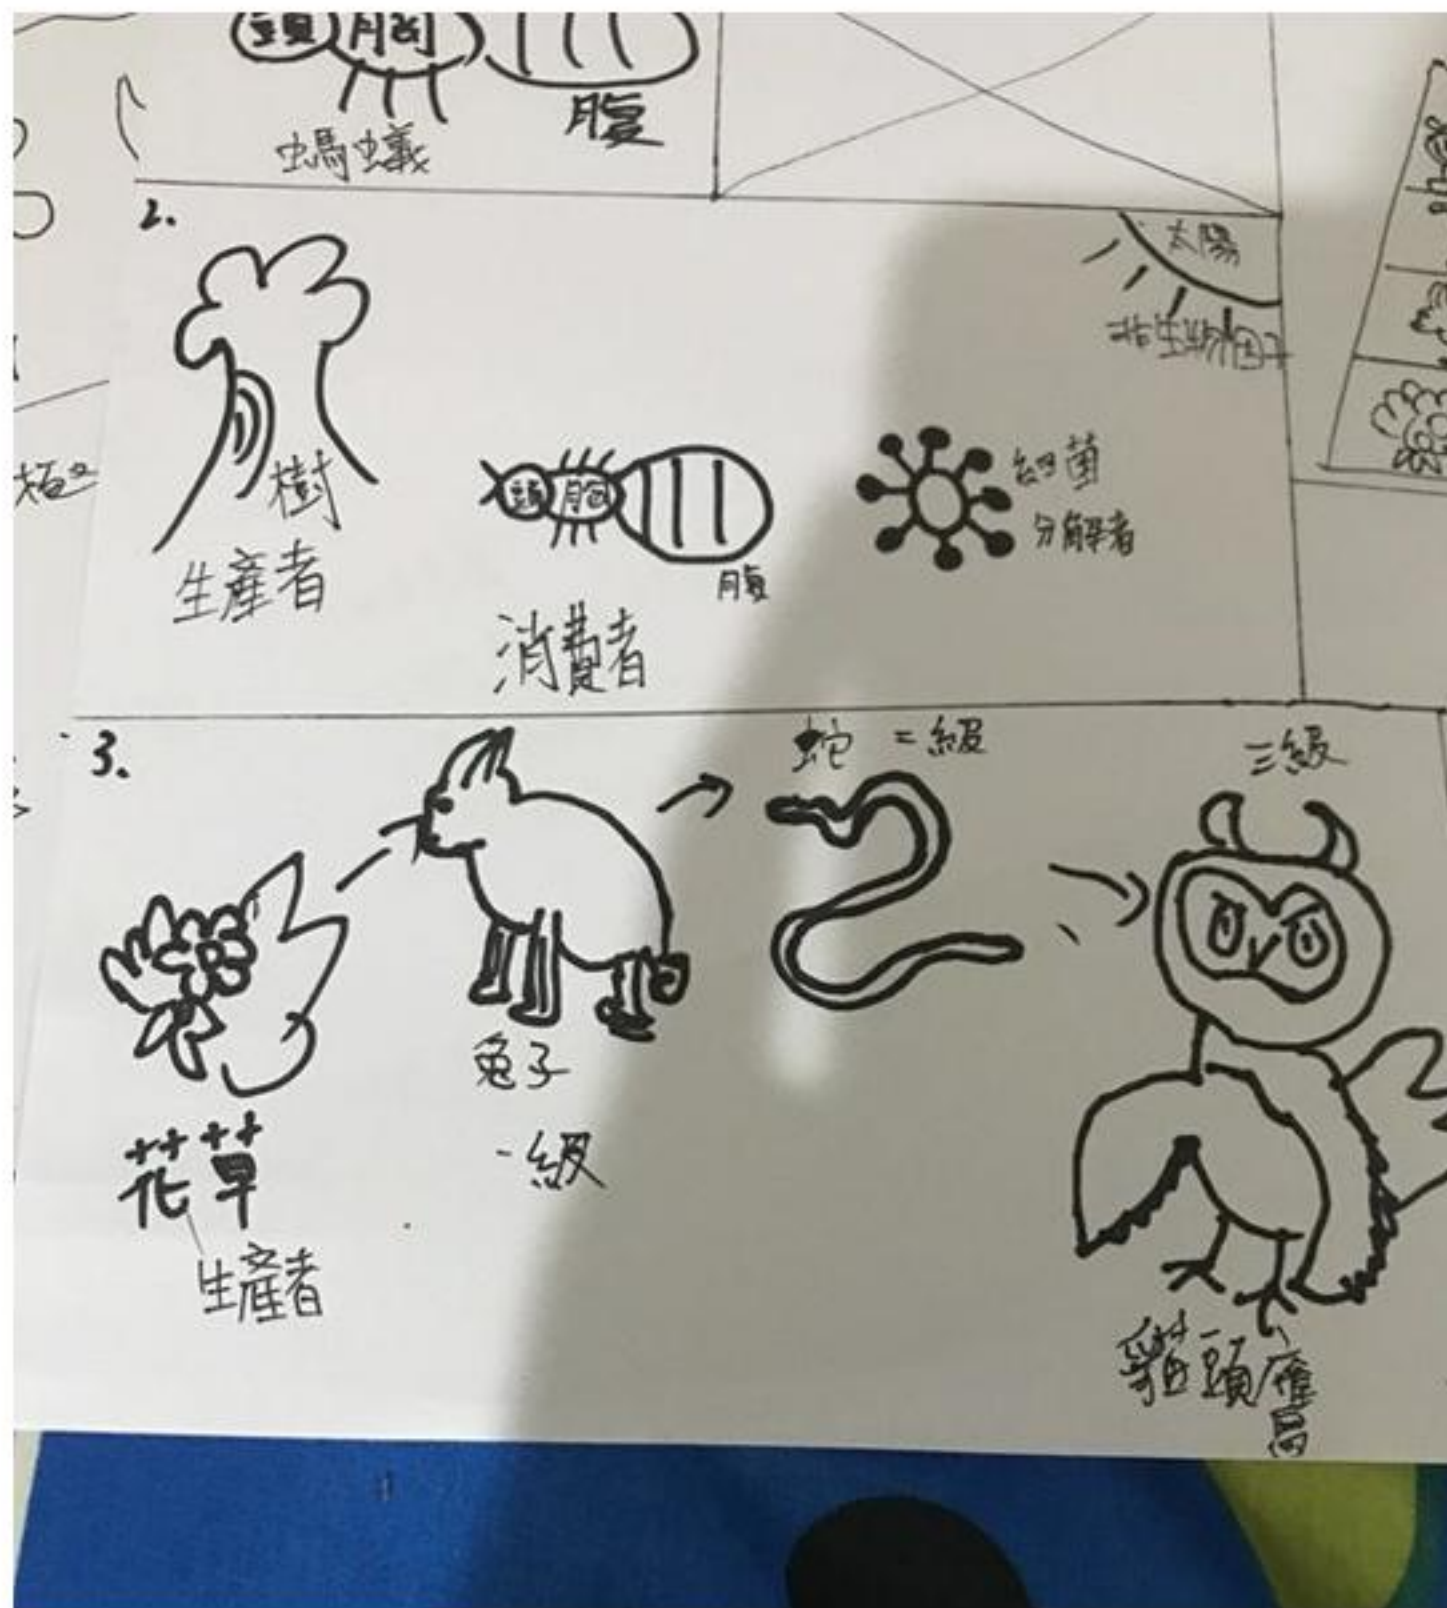 頭 胸
腹
螞蟻
2.
太陽
非生物因子
樹
生產者
頭 胸
腹
消費者
細菌
分解者
3.
蛇 二級
三級
兔子
一級
花草
生產者
貓頭鷹